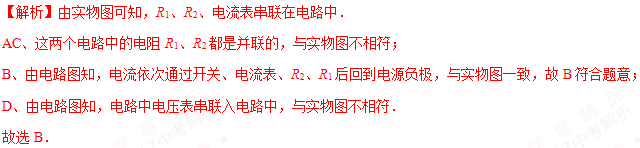 【解析】由实物图可知，R1、R2、电流表串联在电路中．
AC、这两个电路中的电阻 R1、R2 都是并联的，与实物图不相符；
B、由电路图知，电流依次通过开关、电流表、R2、R1 后回到电源负极，与实物图一致，故 B 符合题意；
D、由电路图知，电路中电压表串联入电路中，与实物图不相符．
故选 B．